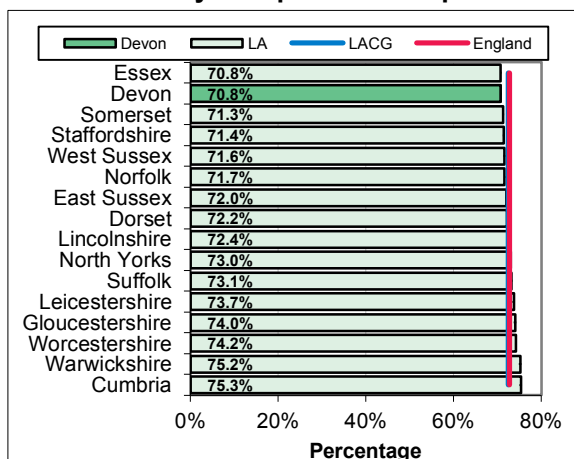 Devon LA LACG England
Essex 70.8%
Devon 70.8%
Somerset 71.3%
Staffordshire 71.4%
West Sussex 71.6%
Norfolk 71.7%
East Sussex 72.0%
Dorset 72.2%
Lincolnshire 72.4%
North Yorks 73.0%
Suffolk 73.1%
Leicestershire 73.7%
Gloucestershire 74.0%
Worcestershire 74.2%
Warwickshire 75.2%
Cumbria 75.3%
0% 20% 40% 60% 80%
Percentage